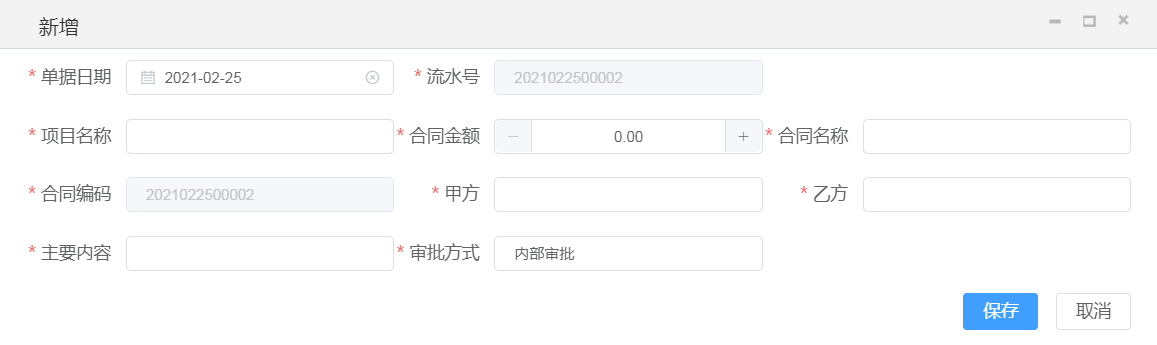 新增
* 单据日期 2021-02-25 * 流水号 2021022500002
* 项目名称 * 合同金额 − 0.00 + * 合同名称
* 合同编码 2021022500002 * 甲方 * 乙方
* 主要内容 * 审批方式 内部审批
保存 取消